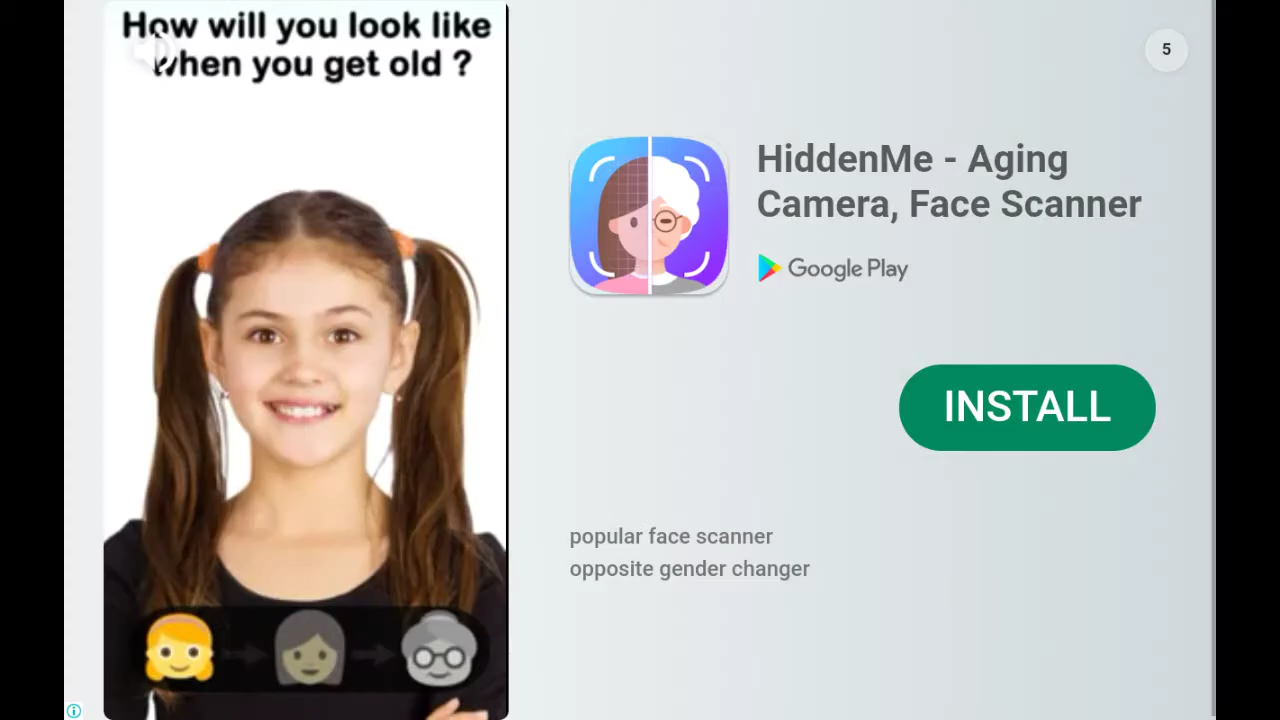 How will you look like
when you get old ?
5
HiddenMe - Aging
Camera, Face Scanner
Google Play
INSTALL
popular face scanner
opposite gender changer